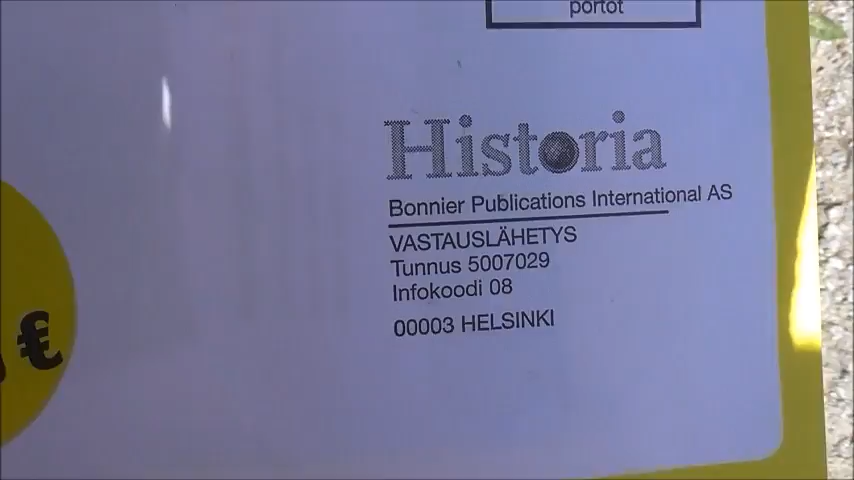 portot
Historia
Bonnier Publications International AS
VASTAUSLÄHETYS
Tunnus 5007029
Infokoodi 08
00003 HELSINKI
€